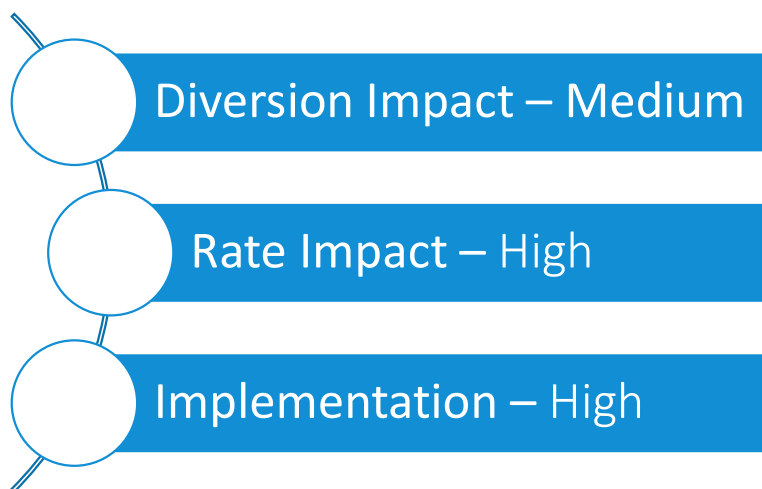 Diversion Impact – Medium
Rate Impact – High
Implementation – High